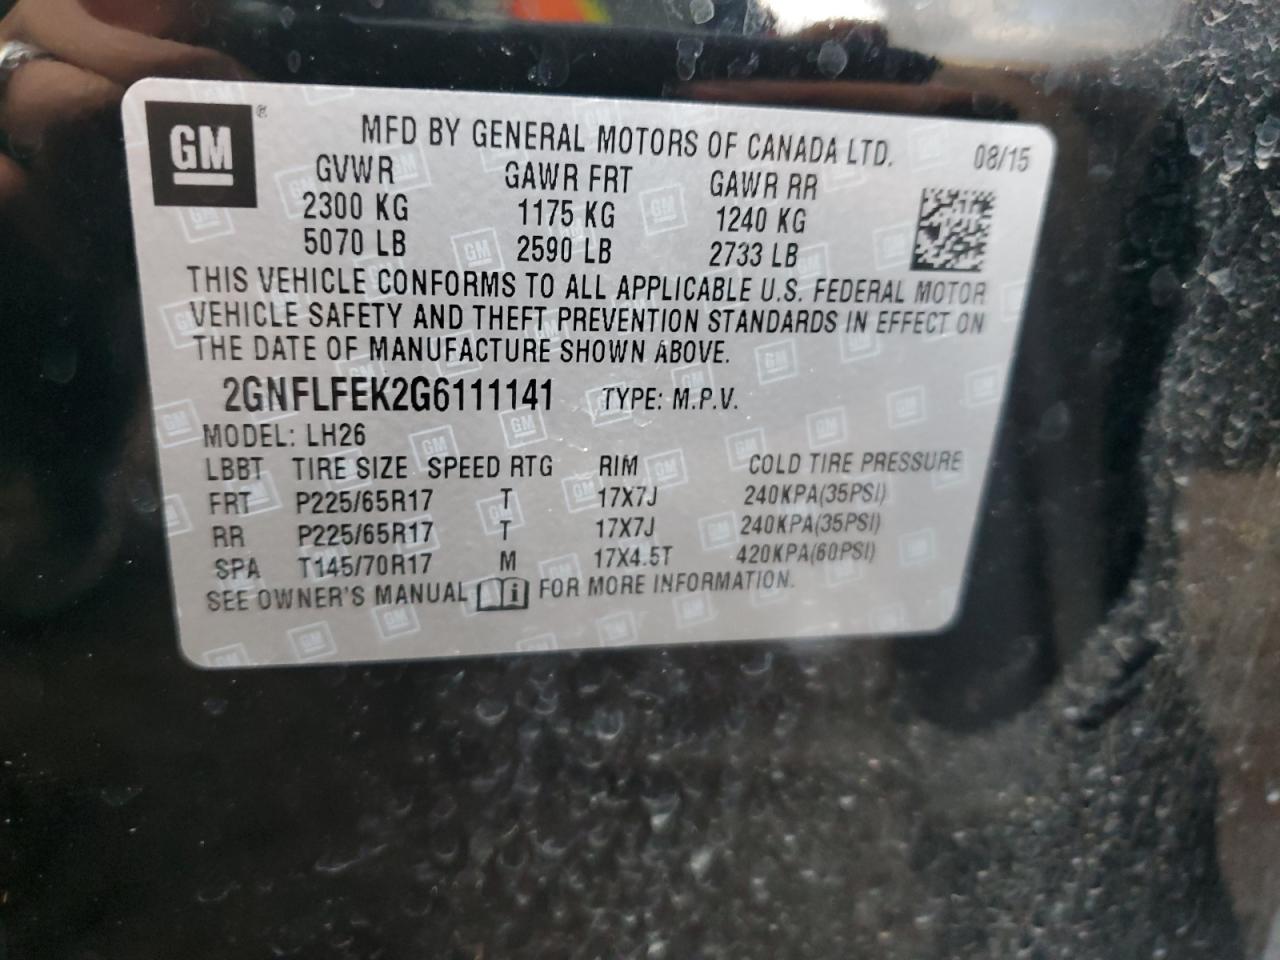 GM ®
MFD BY GENERAL MOTORS OF CANADA LTD. 08/15
GVWR GAWR FRT GAWR RR
2300 KG 1175 KG 1240 KG
5070 LB 2590 LB 2733 LB
THIS VEHICLE CONFORMS TO ALL APPLICABLE U.S. FEDERAL MOTOR
VEHICLE SAFETY AND THEFT PREVENTION STANDARDS IN EFFECT ON
THE DATE OF MANUFACTURE SHOWN ABOVE.
2GNFLFEK2G6111141 TYPE: M.P.V.
MODEL: LH26
LBBT TIRE SIZE SPEED RTG RIM COLD TIRE PRESSURE
FRT P225/65R17 T 17X7J 240KPA(35PSI)
RR P225/65R17 T 17X7J 240KPA(35PSI)
SPA T145/70R17 M 17X4.5T 420KPA(60PSI)
SEE OWNER'S MANUAL i FOR MORE INFORMATION.